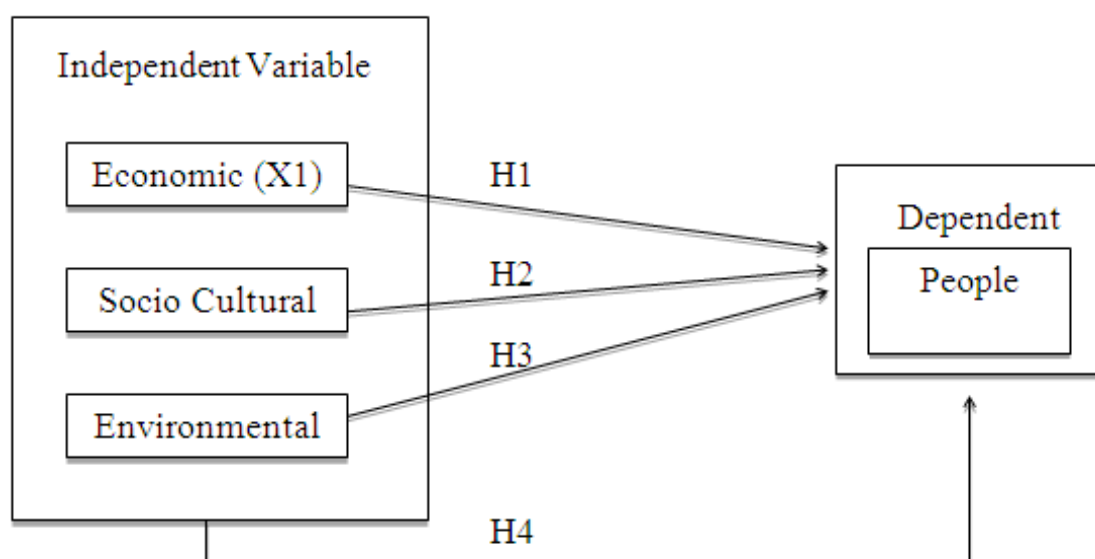 Independent Variable
Economic (X1)
Socio Cultural
Environmental
H1
H2
H3
H4
Dependent
People